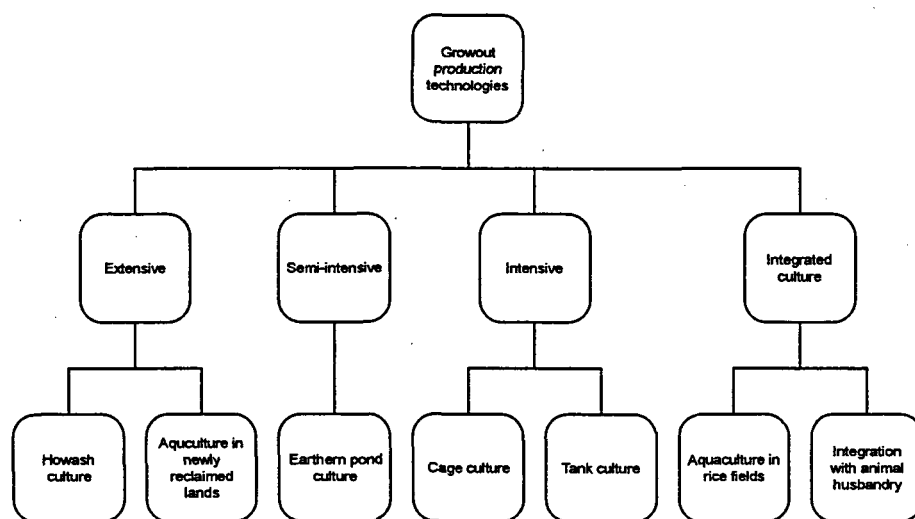 Growout
production
technologies
Extensive
Semi-intensive
Intensive
Integrated
culture
Howash
culture
Aquculture in
newly
reclaimed
lands
Earthern pond
culture
Cage culture
Tank culture
Aquaculture in
rice fields
Integration
with animal
husbandry